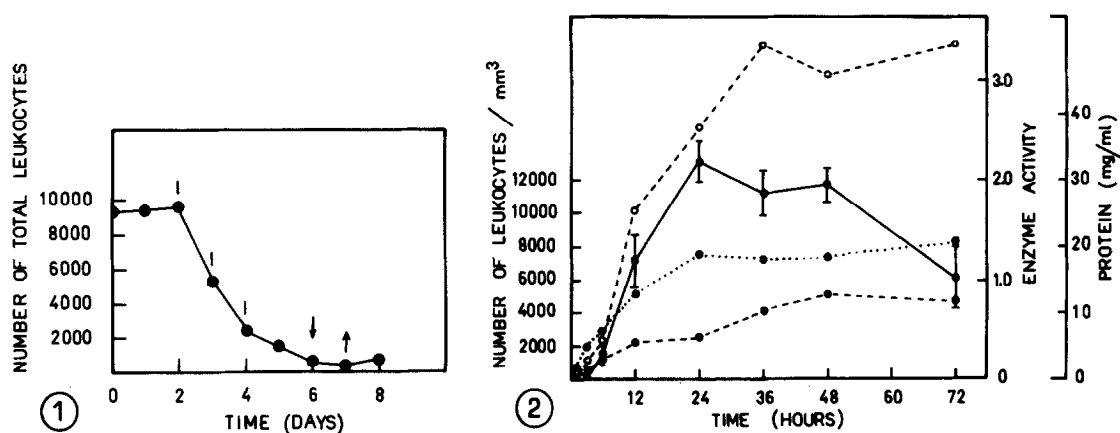 NUMBER OF TOTAL LEUKOCYTES
10000
8000
6000
4000
2000
0 2 4 6 8
TIME (DAYS)
1
NUMBER OF LEUKOCYTES / mm³
12000
10000
8000
6000
4000
2000
12 24 36 48 72
TIME (HOURS)
2
3.0
2.0
1.0
0
ENZYME ACTIVITY
40
30
20
10
0
PROTEIN (mg/ml)